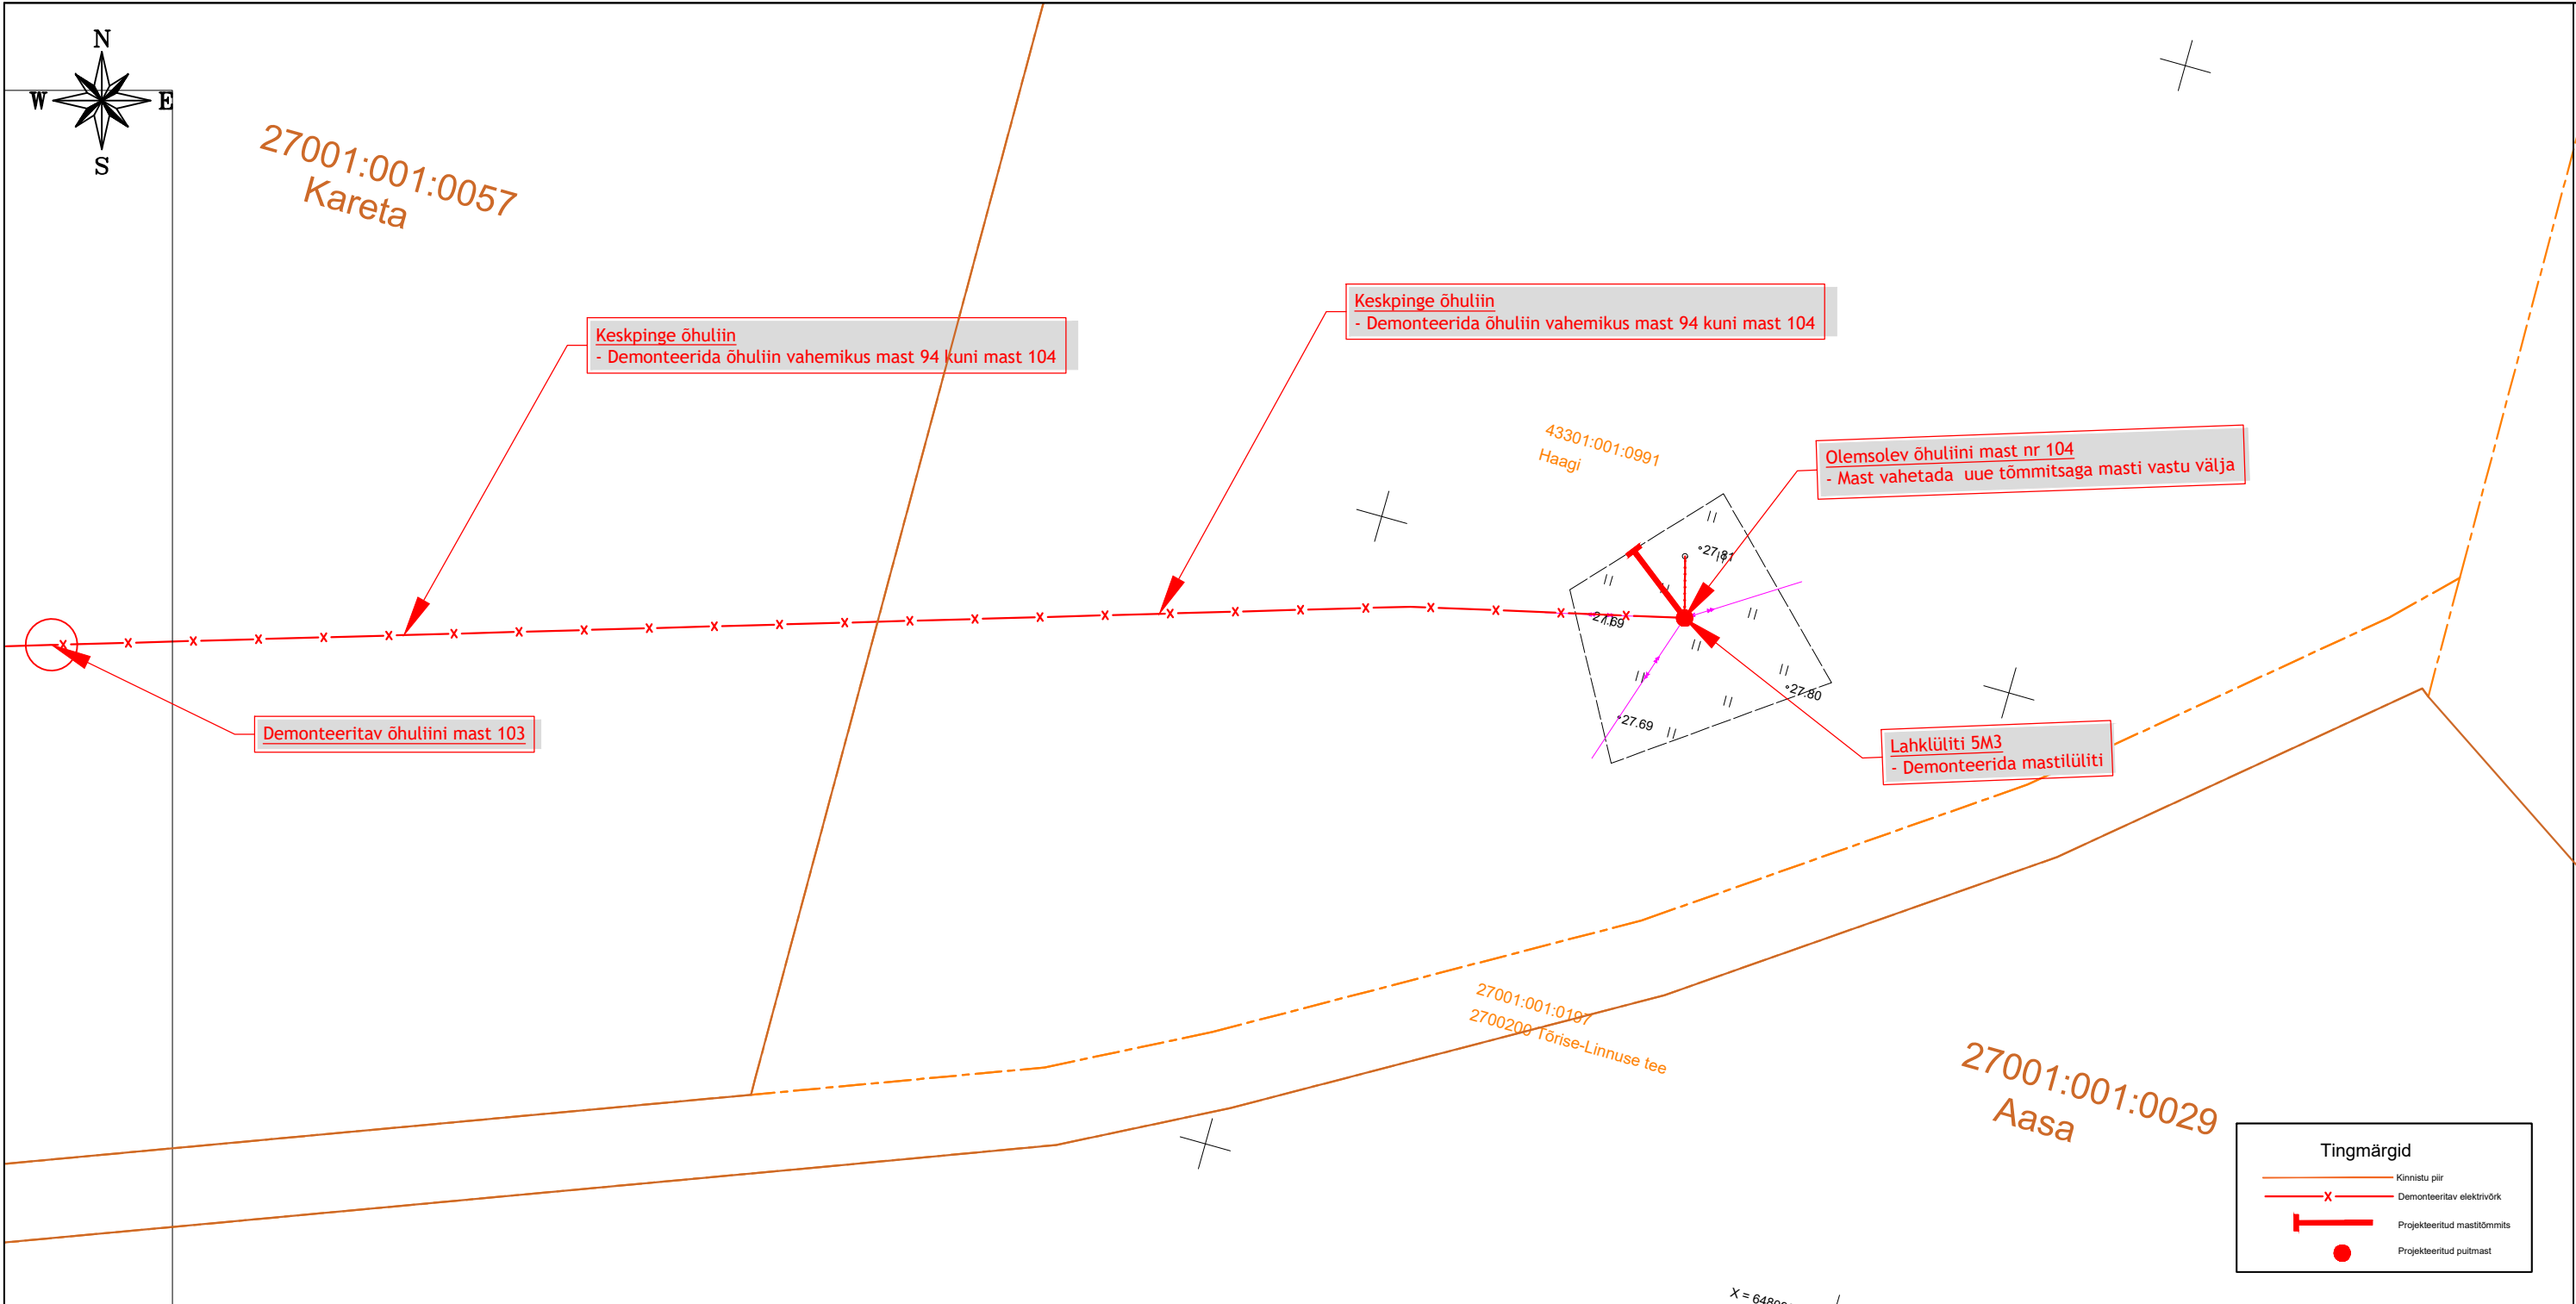 N
W E
S
27001:001:0057
Kareta
Keskpinge õhuliin
- Demonteerida õhuliin vahemikus mast 94 kuni mast 104
Keskpinge õhuliin
- Demonteerida õhuliin vahemikus mast 94 kuni mast 104
43301:001:0991
Haagi
Olemsolev õhuliini mast nr 104
- Mast vahetada uue tõmmitsaga masti vastu välja
27.81
27.69
27.80
27.69
Demonteeritav õhuliini mast 103
Lahklüliti 5M3
- Demonteerida mastilüliti
27001:001:0197
2700200 Tõrise-Linnuse tee
27001:001:0029
Aasa
Tingmärgid
Kinnistu piir
X
Demonteeritav elektrivõrk
Projekteeritud mastitõmmits
Projekteeritud puitmast